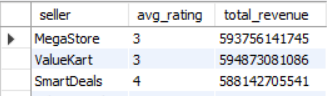 seller avg_rating total_revenue
MegaStore 3 593756141745
ValueKart 3 594873081086
SmartDeals 4 588142705541